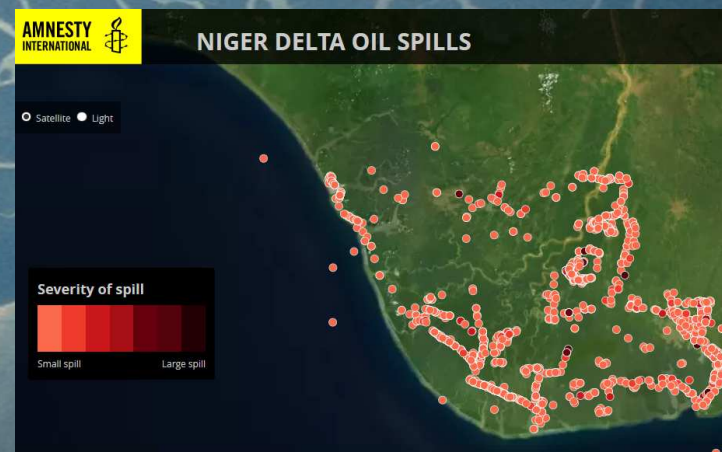 AMNESTY
INTERNATIONAL
NIGER DELTA OIL SPILLS
Satellite Light
Severity of spill
Small spill Large spill